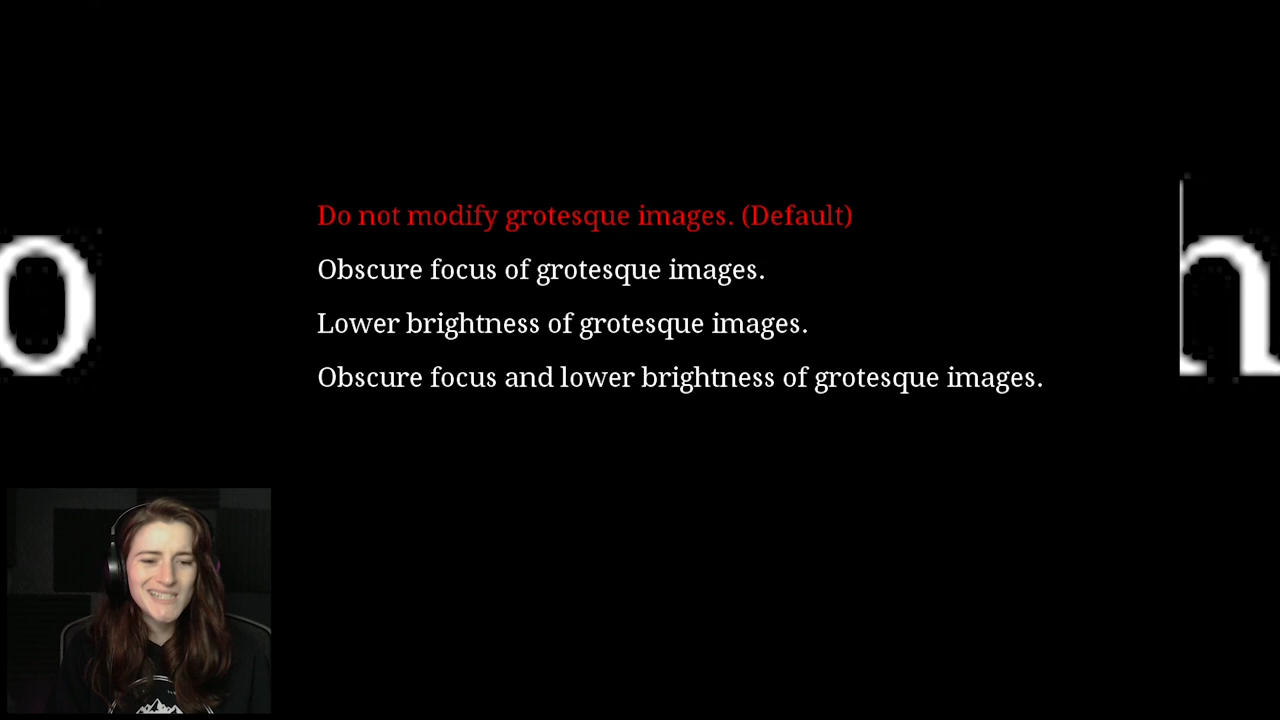 Do not modify grotesque images. (Default)
Obscure focus of grotesque images.
Lower brightness of grotesque images.
Obscure focus and lower brightness of grotesque images.
o
h